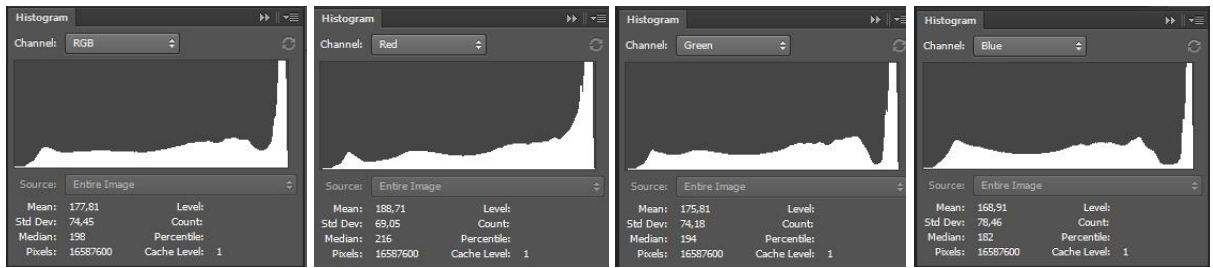 Histogram
Channel: RGB
Source: Entire Image
Mean: 177,81 Level:
Std Dev: 74,45 Count:
Median: 198 Percentile:
Pixels: 16587600 Cache Level: 1
Histogram
Channel: Red
Source: Entire Image
Mean: 188,71 Level:
Std Dev: 69,05 Count:
Median: 216 Percentile:
Pixels: 16587600 Cache Level: 1
Histogram
Channel: Green
Source: Entire Image
Mean: 175,81 Level:
Std Dev: 74,18 Count:
Median: 194 Percentile:
Pixels: 16587600 Cache Level: 1
Histogram
Channel: Blue
Source: Entire Image
Mean: 168,91 Level:
Std Dev: 78,46 Count:
Median: 182 Percentile:
Pixels: 16587600 Cache Level: 1